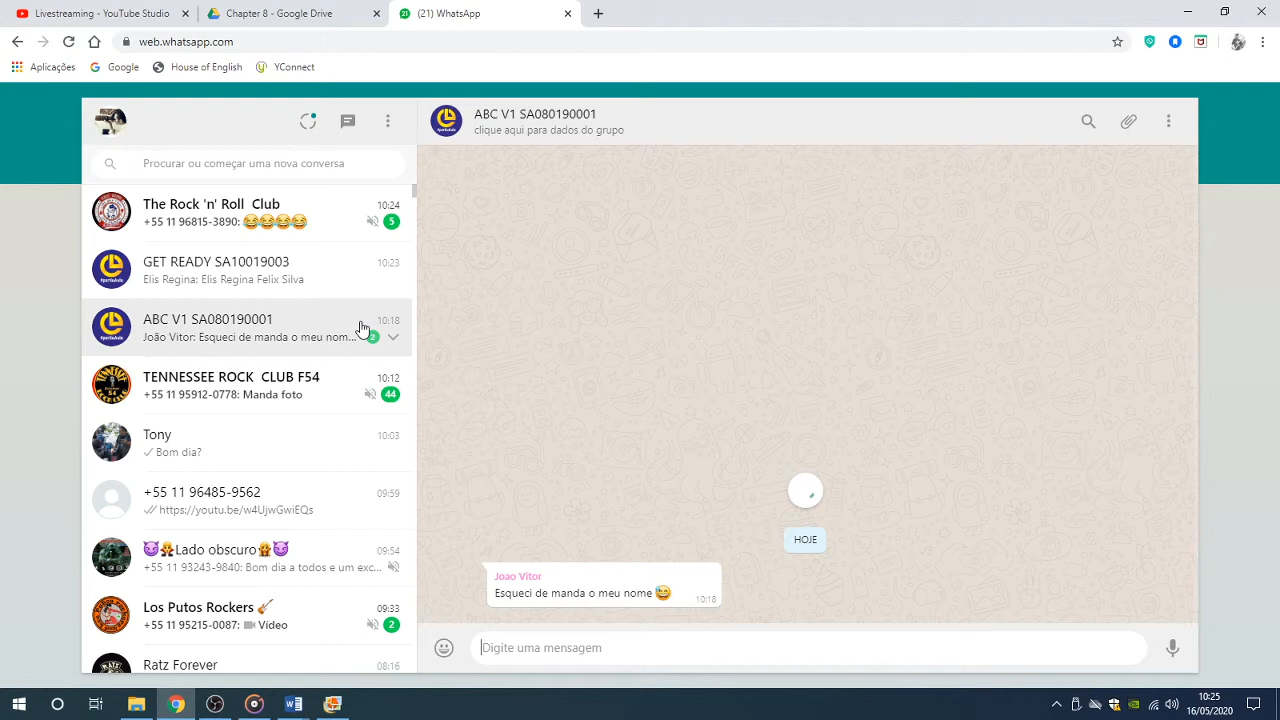 Livestreaming - YouTube Studio
Chapter 8 - Google Drive
(21) WhatsApp
web.whatsapp.com
Aplicações
Google
House of English
YConnect
Procurar ou começar uma nova conversa
The Rock 'n' Roll Club 10:24
+55 11 96815-3890: 😂😂😂😂 5
GET READY SA10019003 10:23
Elis Regina: Elis Regina Felix Silva
ABC V1 SA080190001 10:18
João Vitor: Esqueci de manda o meu nom... 2
TENNESSEE ROCK CLUB F54 10:12
+55 11 95912-0778: Manda foto 44
Tony 10:03
Bom dia?
+55 11 96485-9562 09:59
https://youtu.be/w4UjwGwiEQs
😈👩‍🚒Lado obscuro👩‍🚒😈 09:54
+55 11 93243-9840: Bom dia a todos e um exc...
Los Putos Rockers 🎸 09:33
+55 11 95215-0087: Vídeo 2
Ratz Forever 08:16
ABC V1 SA080190001
clique aqui para dados do grupo
HOJE
Joao Vitor
Esqueci de manda o meu nome 😅 10:18
Digite uma mensagem
10:25
16/05/2020